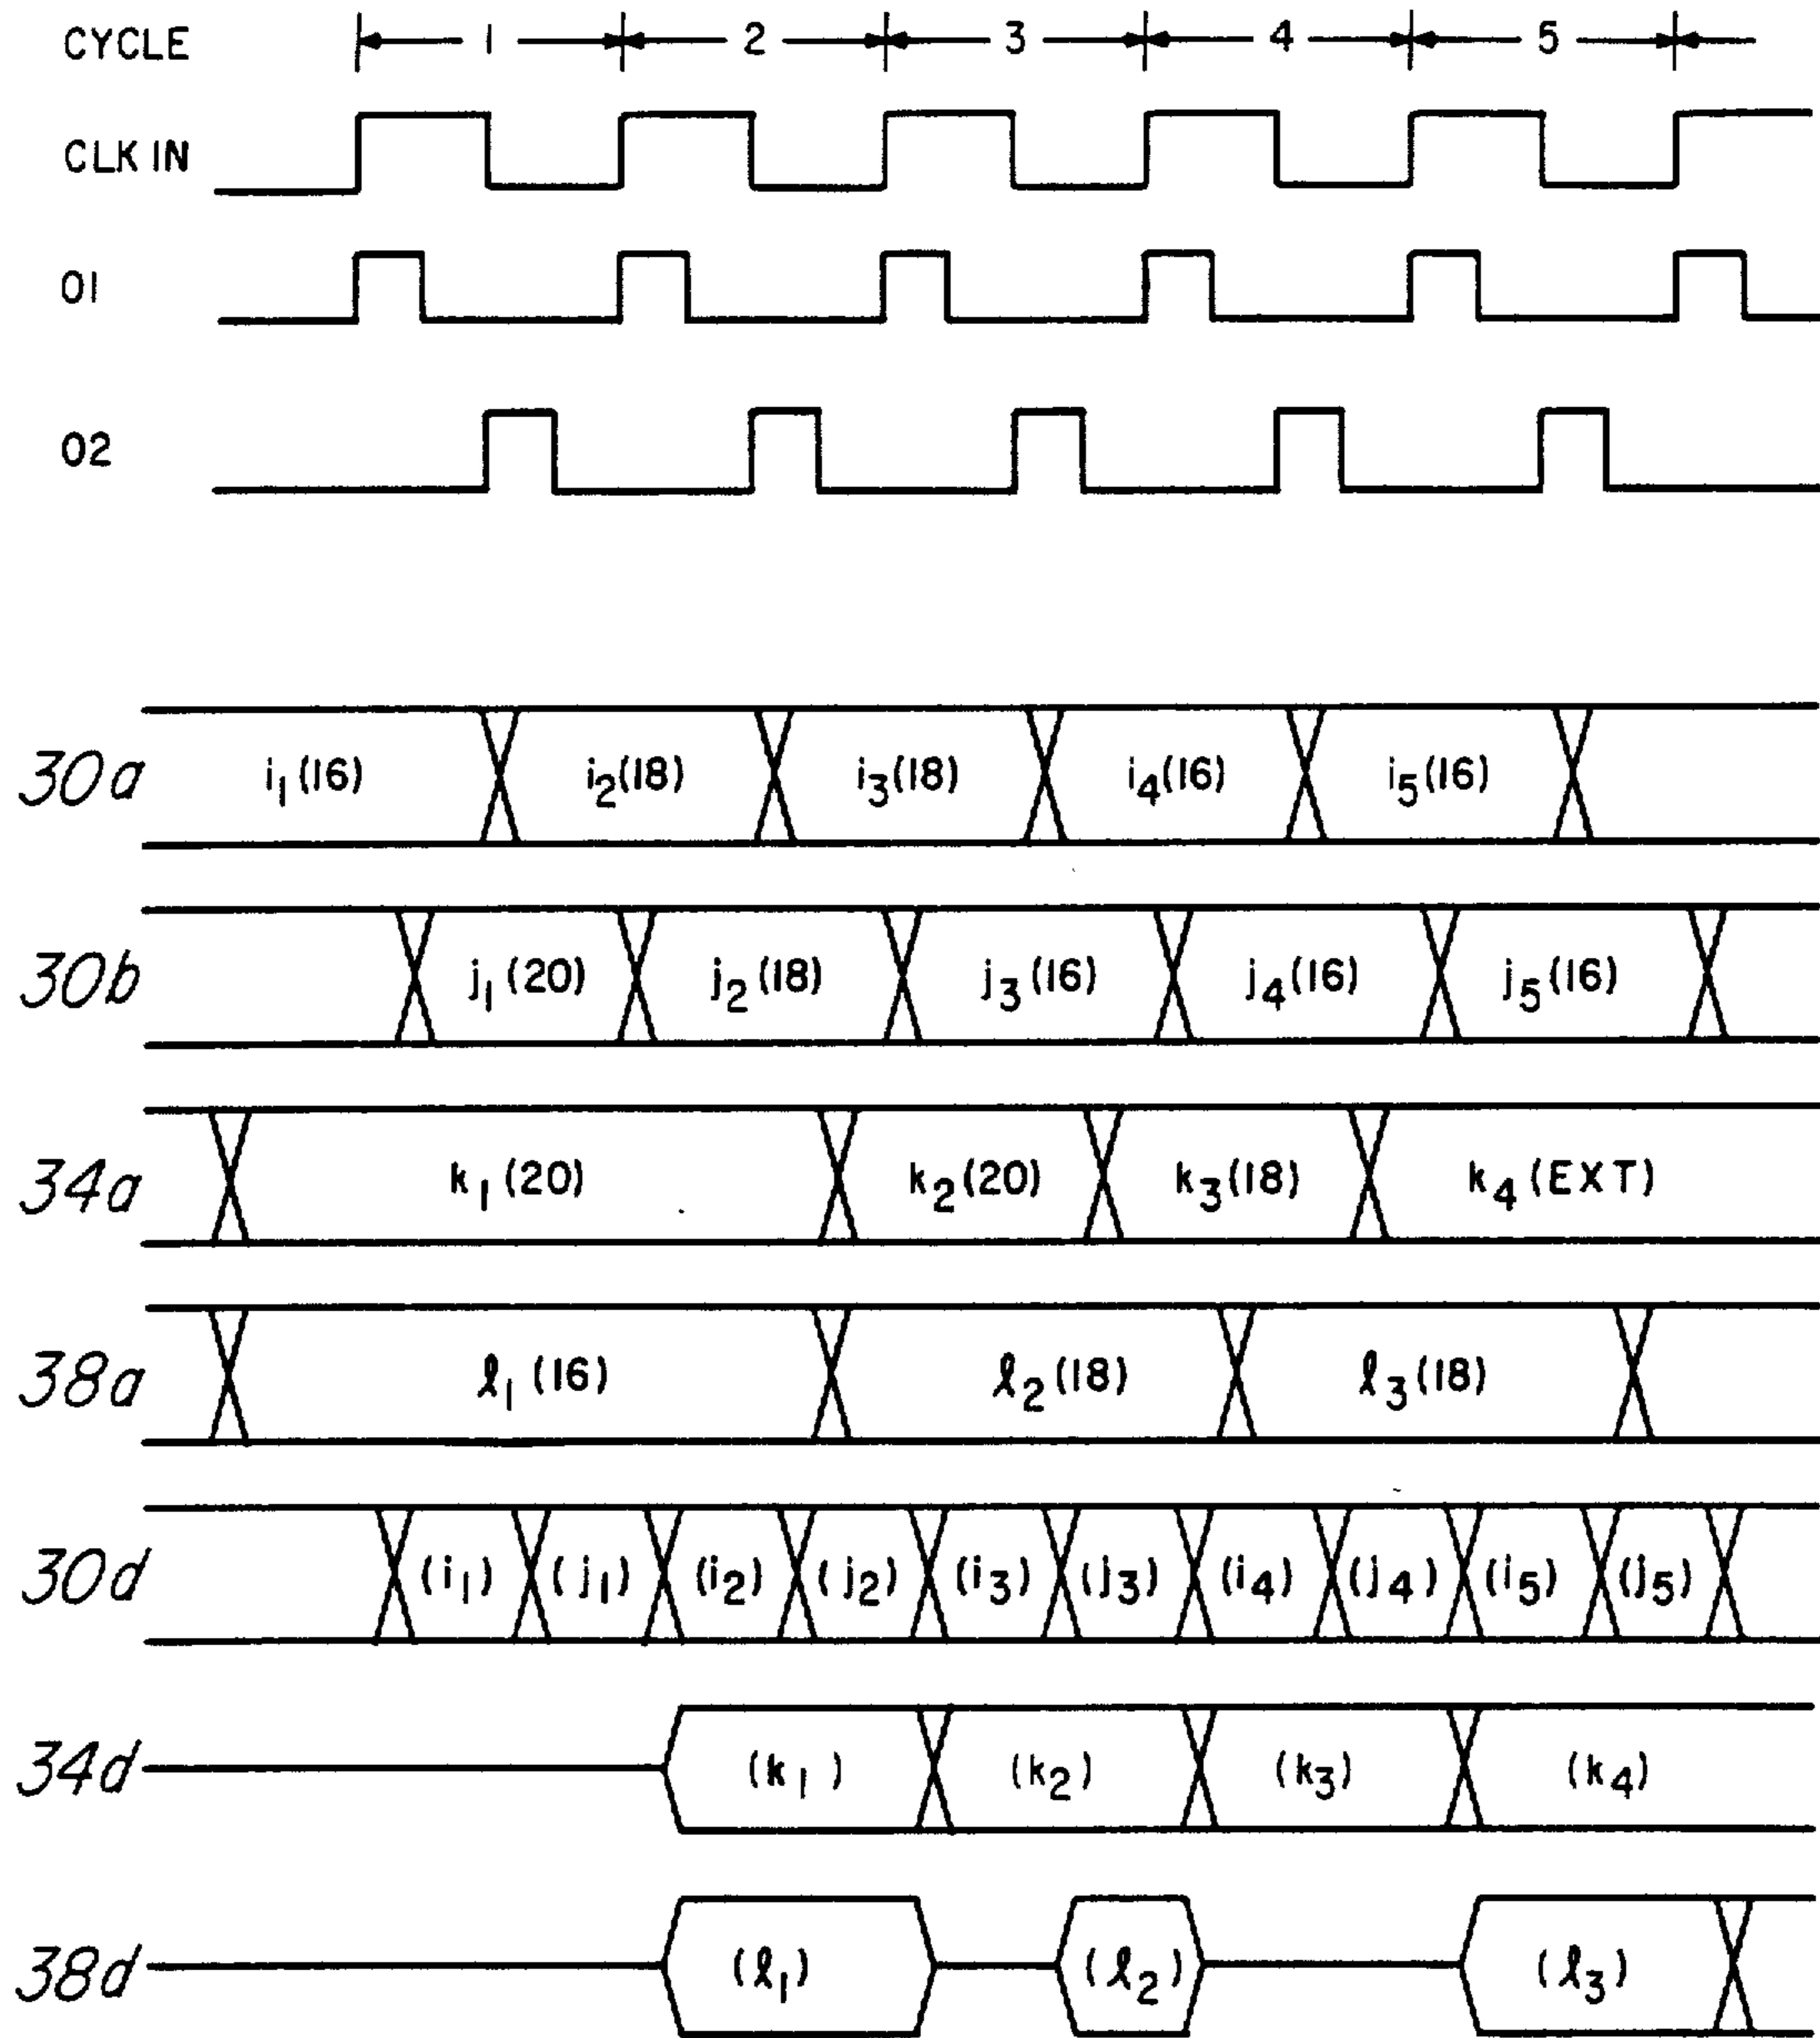 CYCLE 1 2 3 4 5
CLK IN
01
02
30a i₁(16) i₂(18) i₃(18) i₄(16) i₅(16)
30b j₁(20) j₂(18) j₃(16) j₄(16) j₅(16)
34a k₁(20) k₂(20) k₃(18) k₄(EXT)
38a ℓ₁(16) ℓ₂(18) ℓ₃(18)
30d (i₁) (j₁) (i₂) (j₂) (i₃) (j₃) (i₄) (j₄) (i₅) (j₅)
34d (k₁) (k₂) (k₃) (k₄)
38d (ℓ₁) (ℓ₂) (ℓ₃)